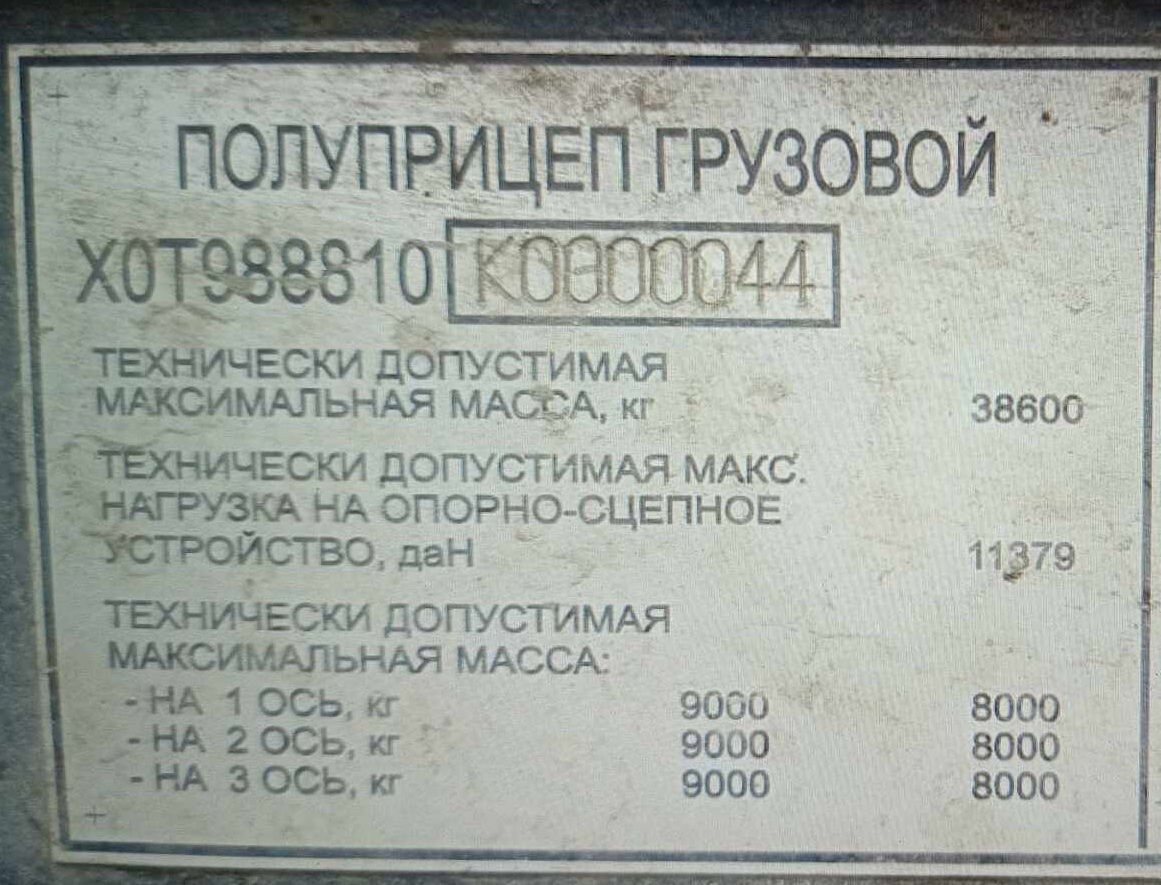 ПОЛУПРИЦЕП ГРУЗОВОЙ
X0T988610 K0000044
ТЕХНИЧЕСКИ ДОПУСТИМАЯ
МАКСИМАЛЬНАЯ МАССА, кг 38600
ТЕХНИЧЕСКИ ДОПУСТИМАЯ МАКС.
НАГРУЗКА НА ОПОРНО-СЦЕПНОЕ
УСТРОЙСТВО, даН 11379
ТЕХНИЧЕСКИ ДОПУСТИМАЯ
МАКСИМАЛЬНАЯ МАССА:
- НА 1 ОСЬ, кг 9000 8000
- НА 2 ОСЬ, кг 9000 8000
- НА 3 ОСЬ, кг 9000 8000